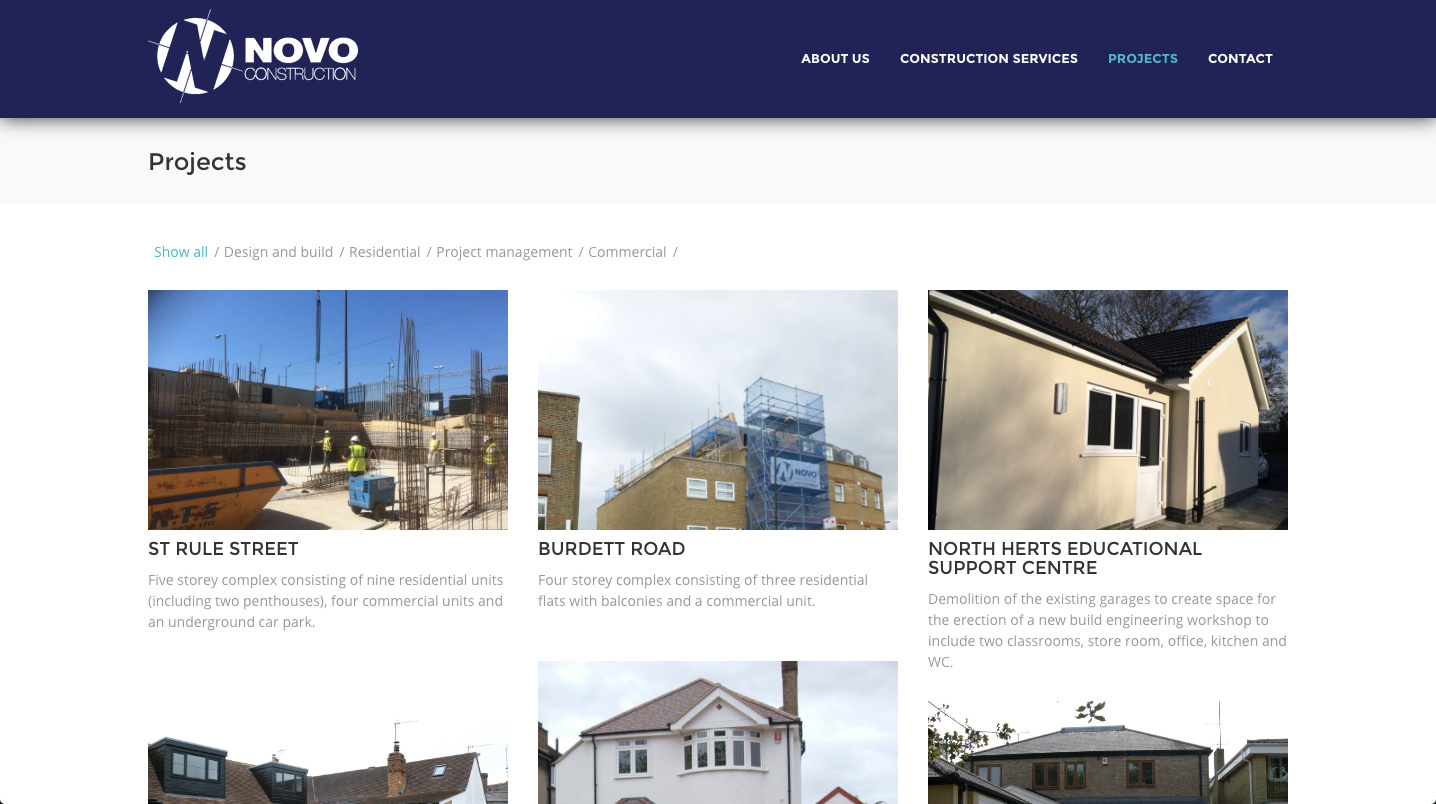 NOVO
CONSTRUCTION
ABOUT US CONSTRUCTION SERVICES PROJECTS CONTACT
Projects
Show all / Design and build / Residential / Project management / Commercial /
R.T.S
NOVO
ST RULE STREET
Five storey complex consisting of nine residential units
(including two penthouses), four commercial units and
an underground car park.
BURDETT ROAD
Four storey complex consisting of three residential
flats with balconies and a commercial unit.
NORTH HERTS EDUCATIONAL
SUPPORT CENTRE
Demolition of the existing garages to create space for
the erection of a new build engineering workshop to
include two classrooms, store room, office, kitchen and
WC.